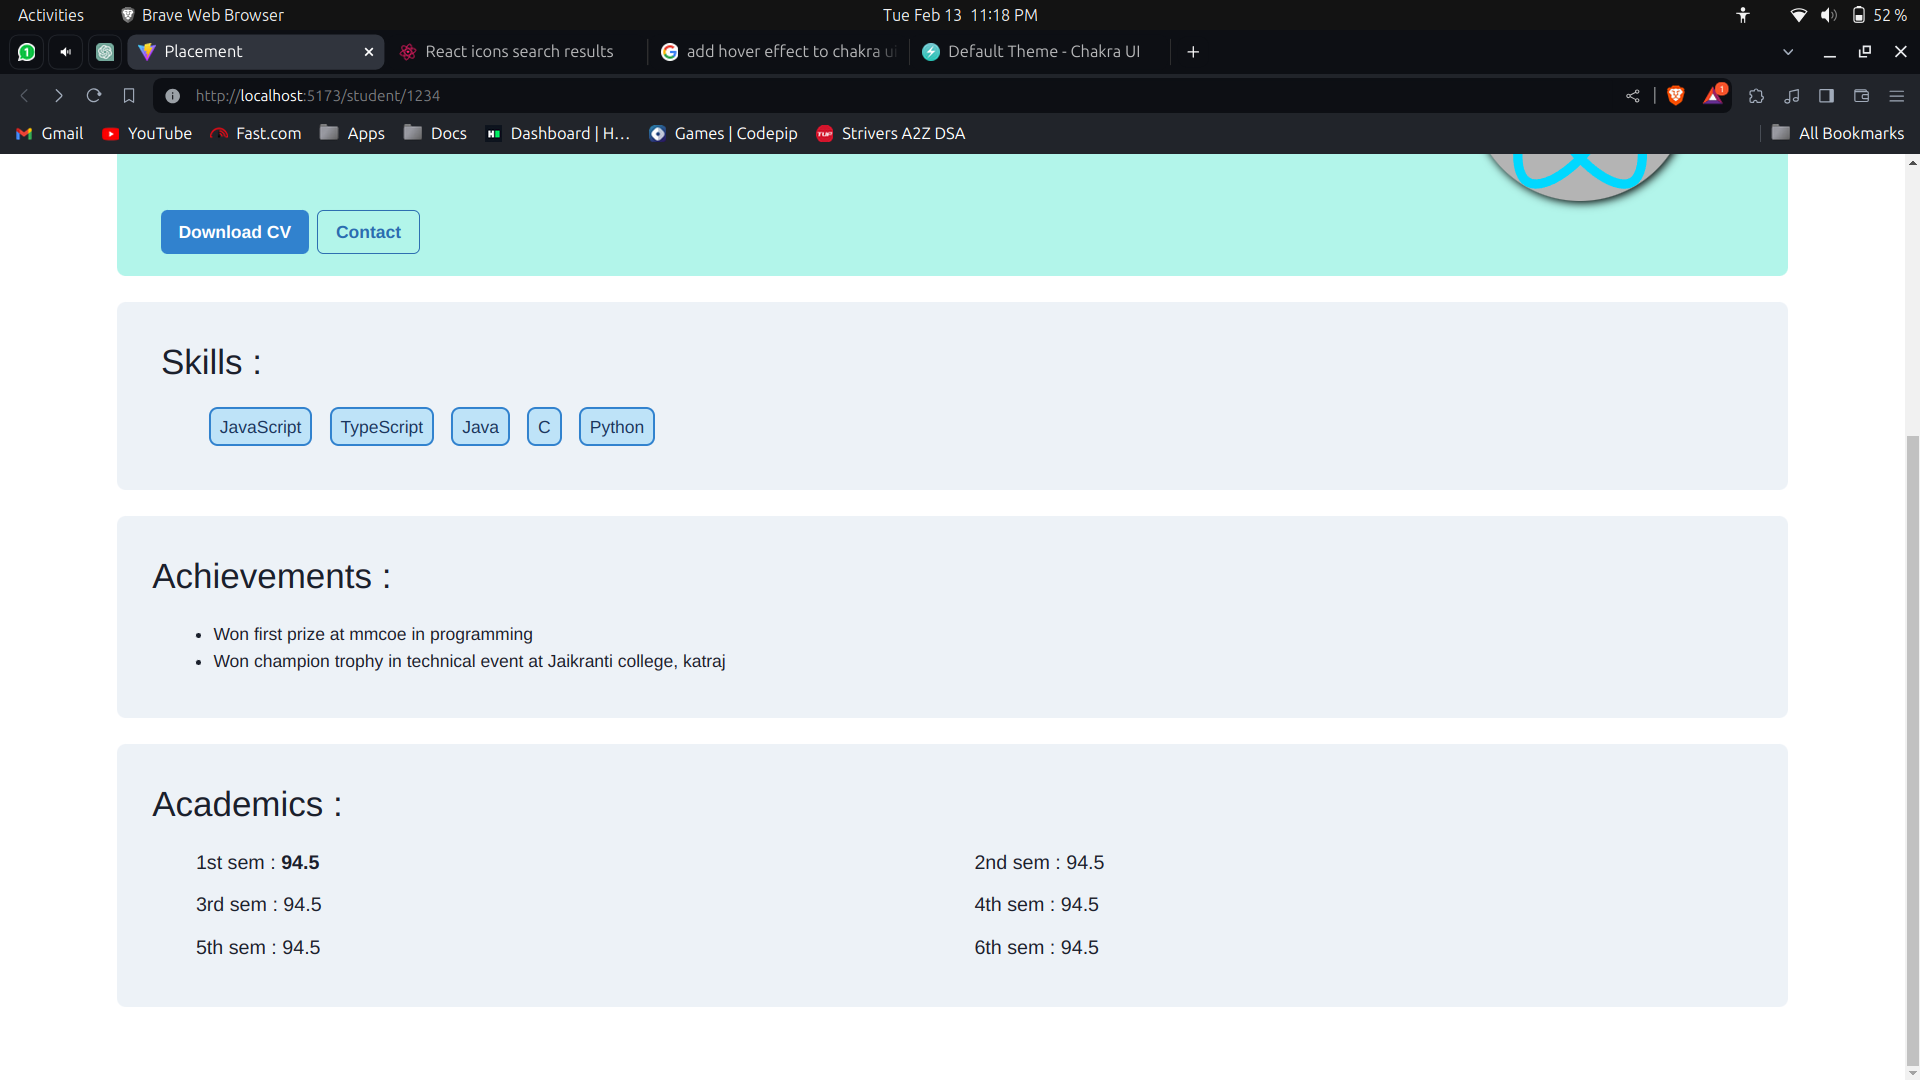 Activities Brave Web Browser Tue Feb 13 11:18 PM 52 %
1 Placement React icons search results add hover effect to chakra ui Default Theme - Chakra UI
http://localhost:5173/student/1234 1
Gmail YouTube Fast.com Apps Docs Dashboard | H... Games | Codepip TUF Strivers A2Z DSA All Bookmarks
Download CV Contact
Skills :
JavaScript TypeScript Java C Python
Achievements :
• Won first prize at mmcoe in programming
• Won champion trophy in technical event at Jaikranti college, katraj
Academics :
1st sem : 94.5 2nd sem : 94.5
3rd sem : 94.5 4th sem : 94.5
5th sem : 94.5 6th sem : 94.5